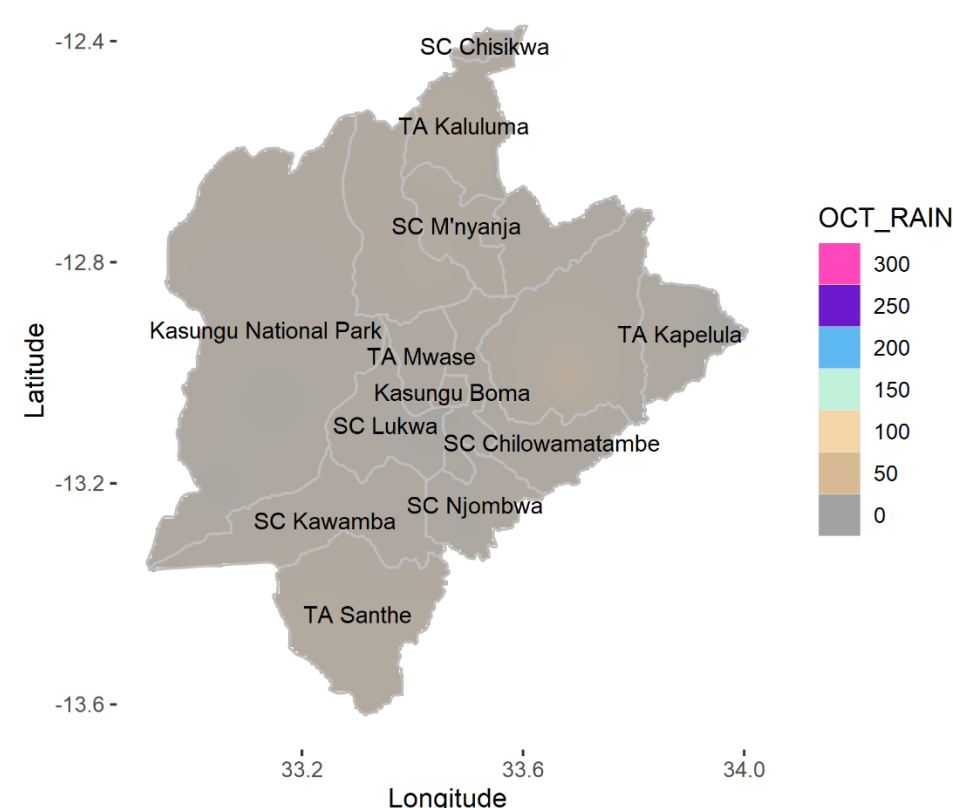 -12.4
SC Chisikwa
TA Kaluluma
OCT_RAIN
SC M'nyanja
300
-12.8
250
Kasungu National Park
TA Kapelula
200
TA Mwase
Latitude
150
Kasungu Boma
SC Lukwa
100
SC Chilowamatambe
50
-13.2
SC Njombwa
SC Kawamba
0
TA Santhe
-13.6
33.2
33.6
34.0
Longitude